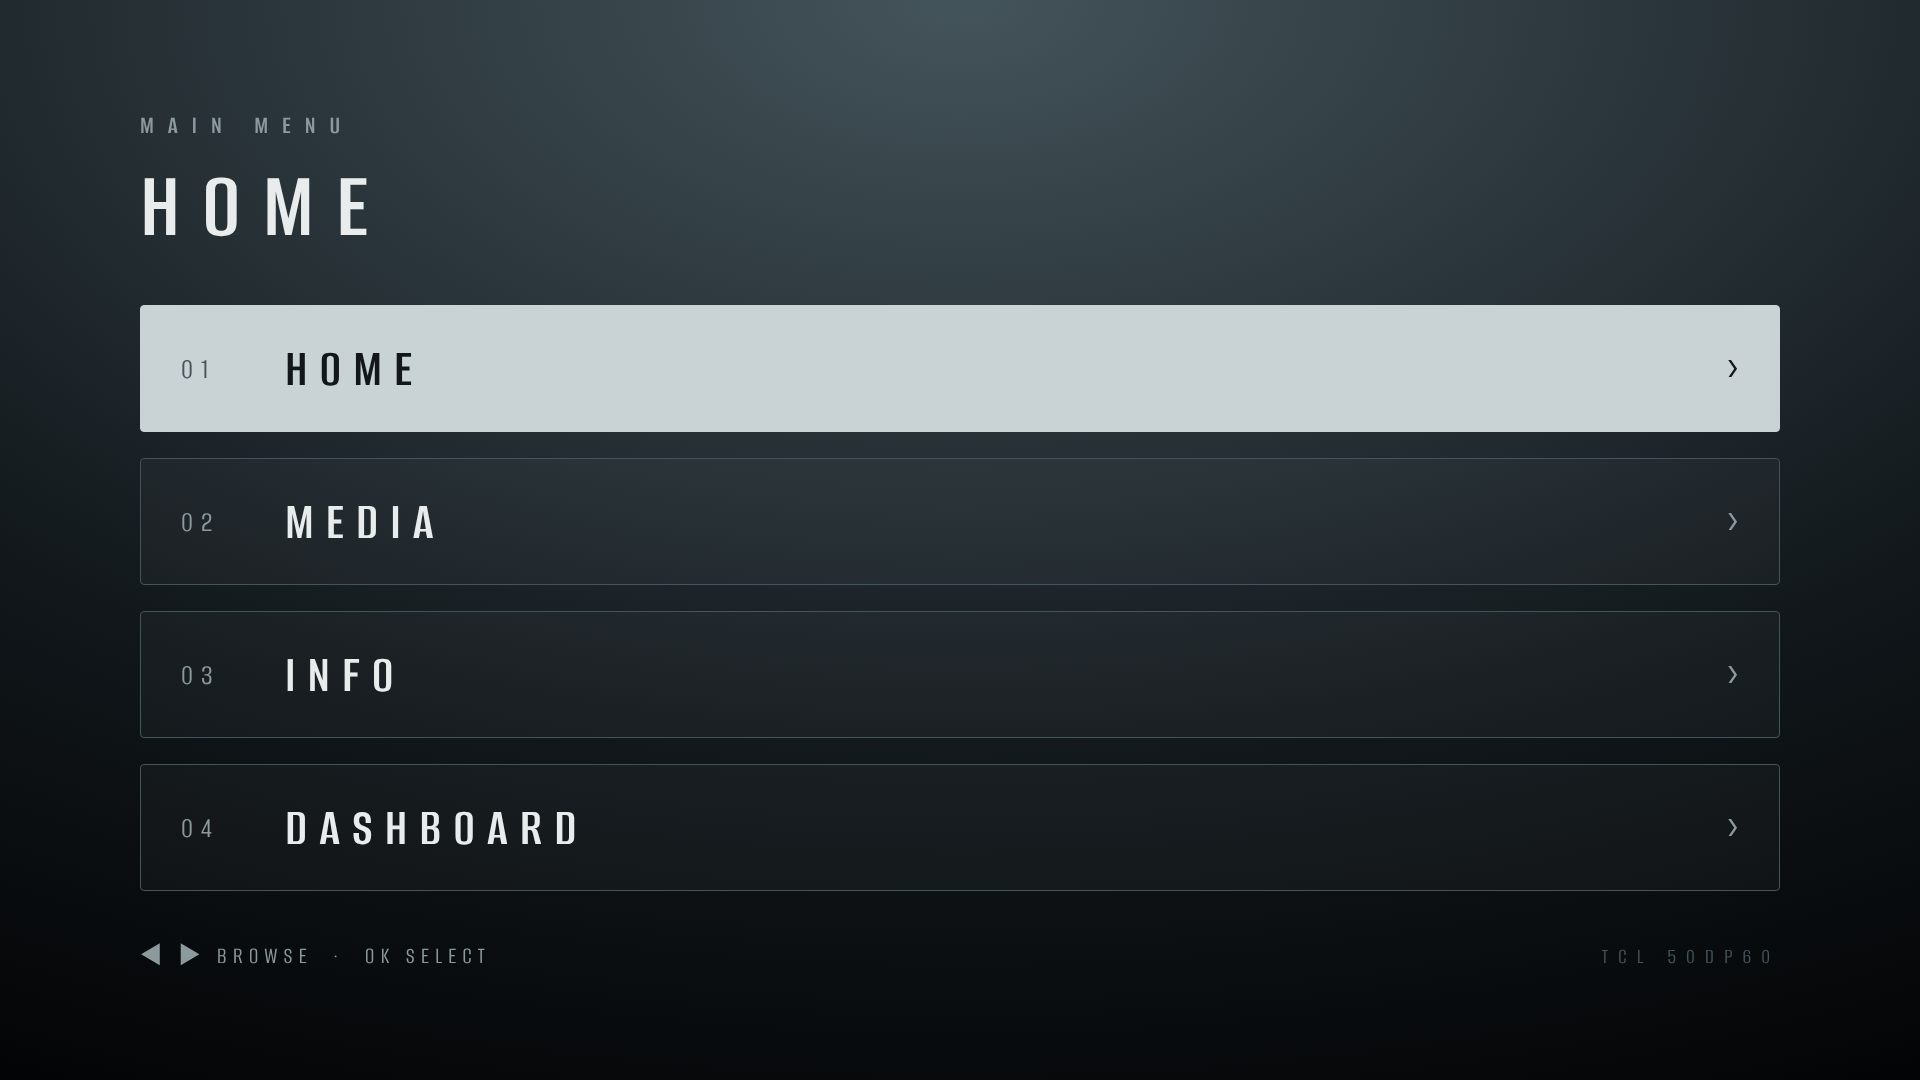 MAIN MENU
HOME
01 HOME ›
02 MEDIA ›
03 INFO ›
04 DASHBOARD ›
◀ ▶ BROWSE · OK SELECT
TCL 50DP60